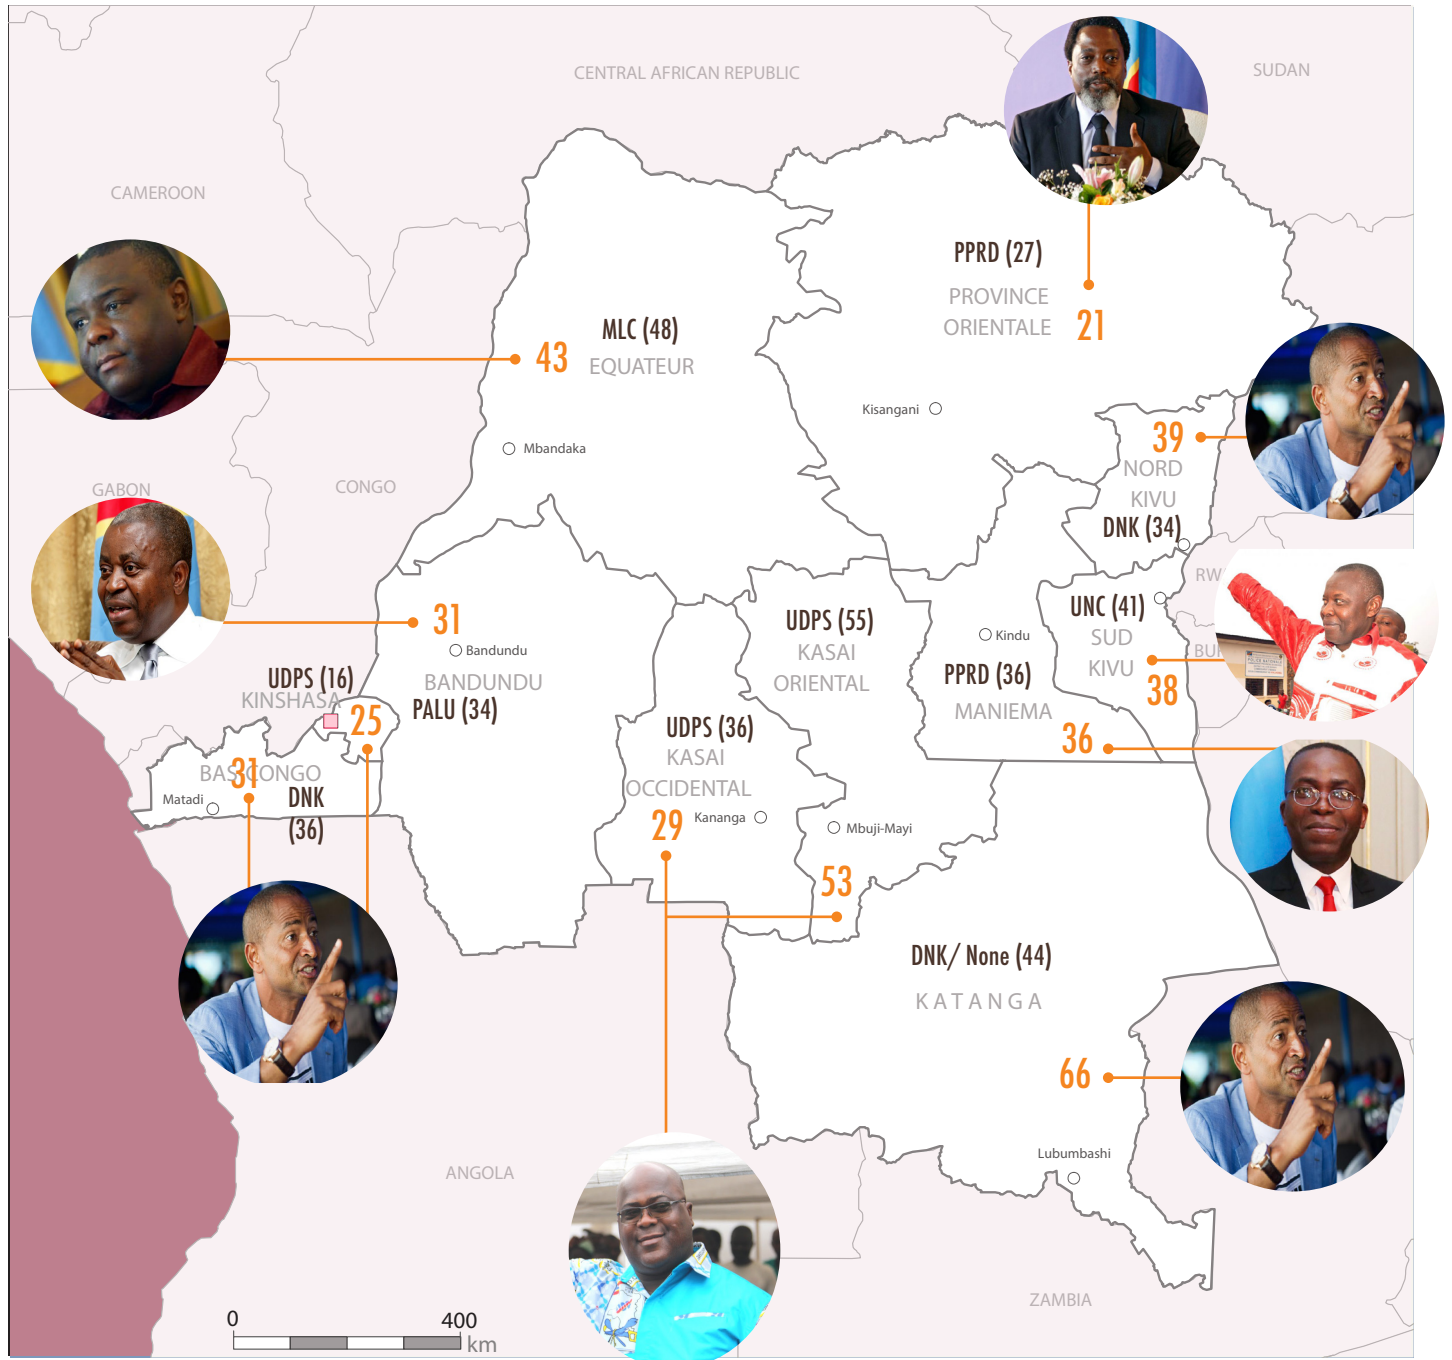 CENTRAL AFRICAN REPUBLIC
SUDAN
CAMEROON
PPRD (27)
PROVINCE
ORIENTALE
21
MLC (48)
43
EQUATEUR
Kisangani
39
NORD
KIVU
DNK (34)
Mbandaka
GABON
CONGO
RW
UNC (41)
SUD
KIVU
38
BU
UDPS (55)
KASAI
ORIENTAL
Kindu
PPRD (36)
MANIEMA
36
31
Bandundu
BANDUNDU
PALU (34)
UDPS (16)
KINSHASA
25
UDPS (36)
KASAI
OCCIDENTAL
29
Kananga
BAS CONGO
31
Matadi
DNK
(36)
Mbuji-Mayi
53
DNK/ None (44)
KATANGA
66
Lubumbashi
ANGOLA
ZAMBIA
0
400
km